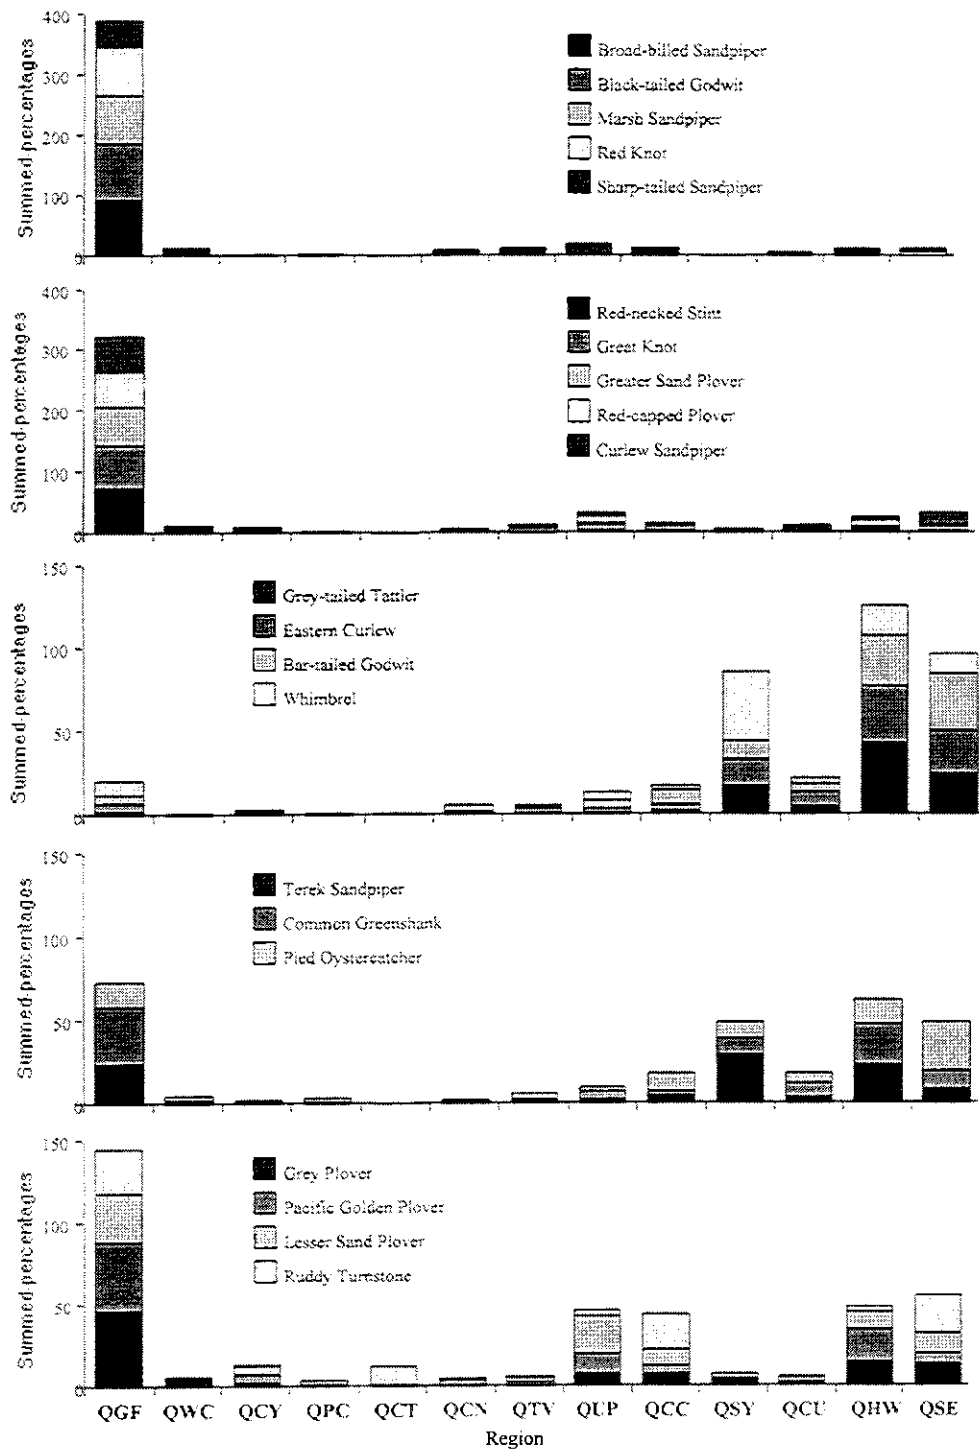 Summed-percentages
400
300
200
100
0
Broad-billed Sandpiper
Black-tailed Godwit
Marsh Sandpiper
Red Knot
Sharp-tailed Sandpiper
Summed-percentages
400
300
200
100
0
Red-necked Stint
Great Knot
Greater Sand Plover
Red-capped Plover
Curlew Sandpiper
Summed-percentages
150
100
50
0
Grey-tailed Tattler
Eastern Curlew
Bar-tailed Godwit
Whimbrel
Summed-percentages
150
100
50
0
Terek Sandpiper
Common Greenshank
Pied Oystercatcher
Summed-percentages
150
100
50
0
Grey Plover
Pacific Golden Plover
Lesser Sand Plover
Ruddy Turnstone
QGF QWC QCY QPC QCT QCN QTV QUP QCC QSY QCU QHW QSE
Region